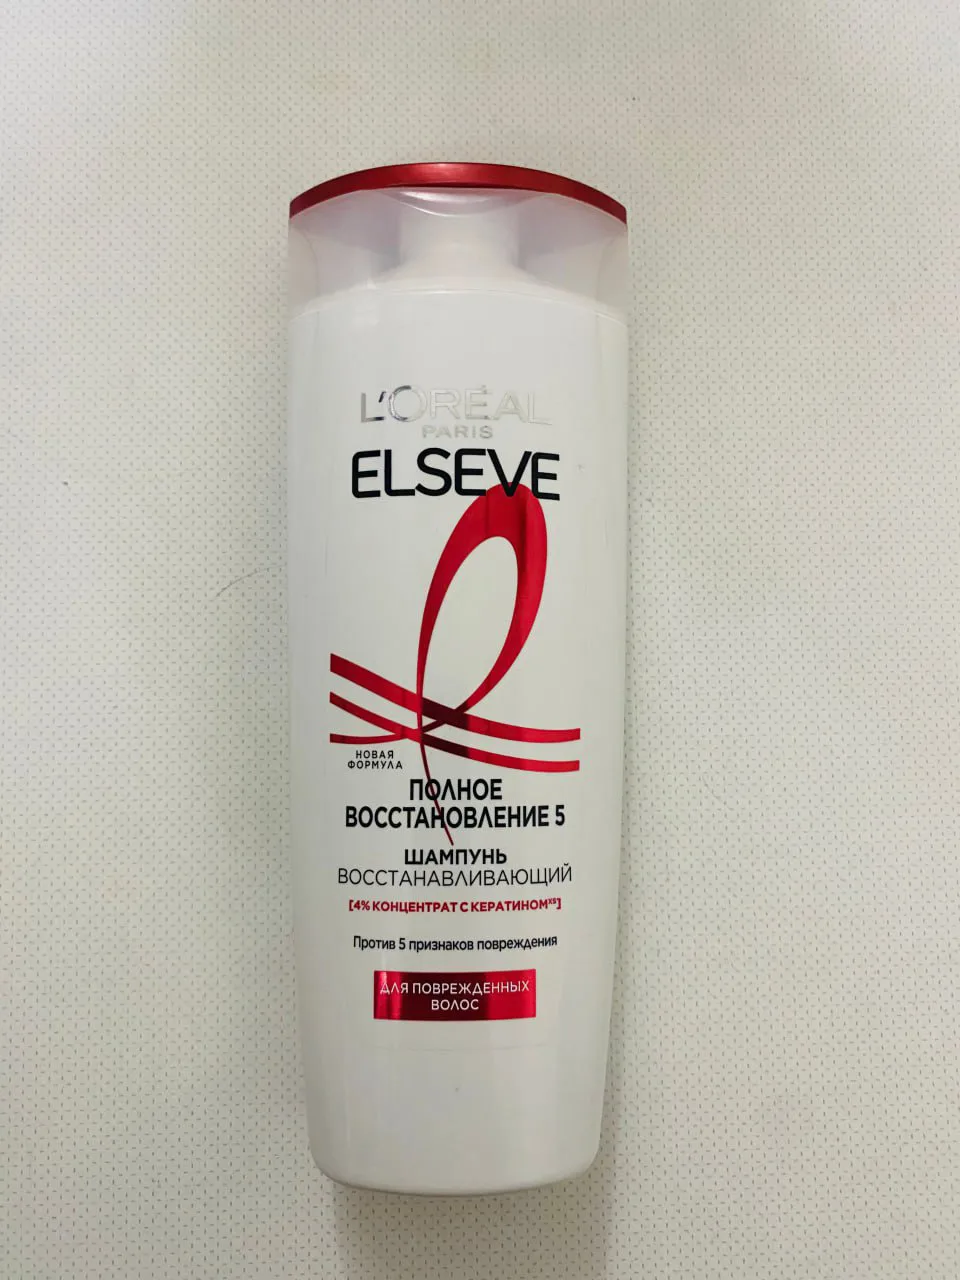 L'ORÉAL
PARIS
ELSEVE
НОВАЯ
ФОРМУЛА
ПОЛНОЕ
ВОССТАНОВЛЕНИЕ 5
ШАМПУНЬ
ВОССТАНАВЛИВАЮЩИЙ
[4% КОНЦЕНТРАТ С КЕРАТИНОМ]
Против 5 признаков повреждения
ДЛЯ ПОВРЕЖДЕННЫХ
ВОЛОС